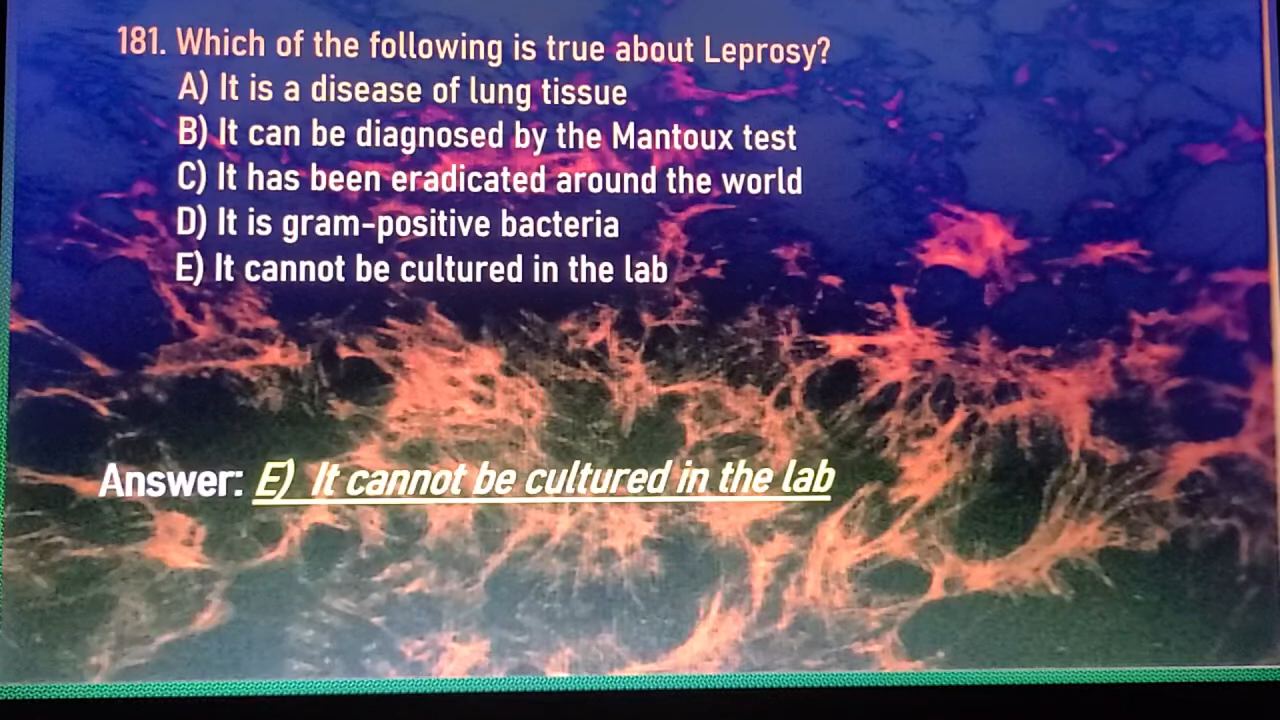 181. Which of the following is true about Leprosy?
A) It is a disease of lung tissue
B) It can be diagnosed by the Mantoux test
C) It has been eradicated around the world
D) It is gram-positive bacteria
E) It cannot be cultured in the lab
Answer: E) It cannot be cultured in the lab